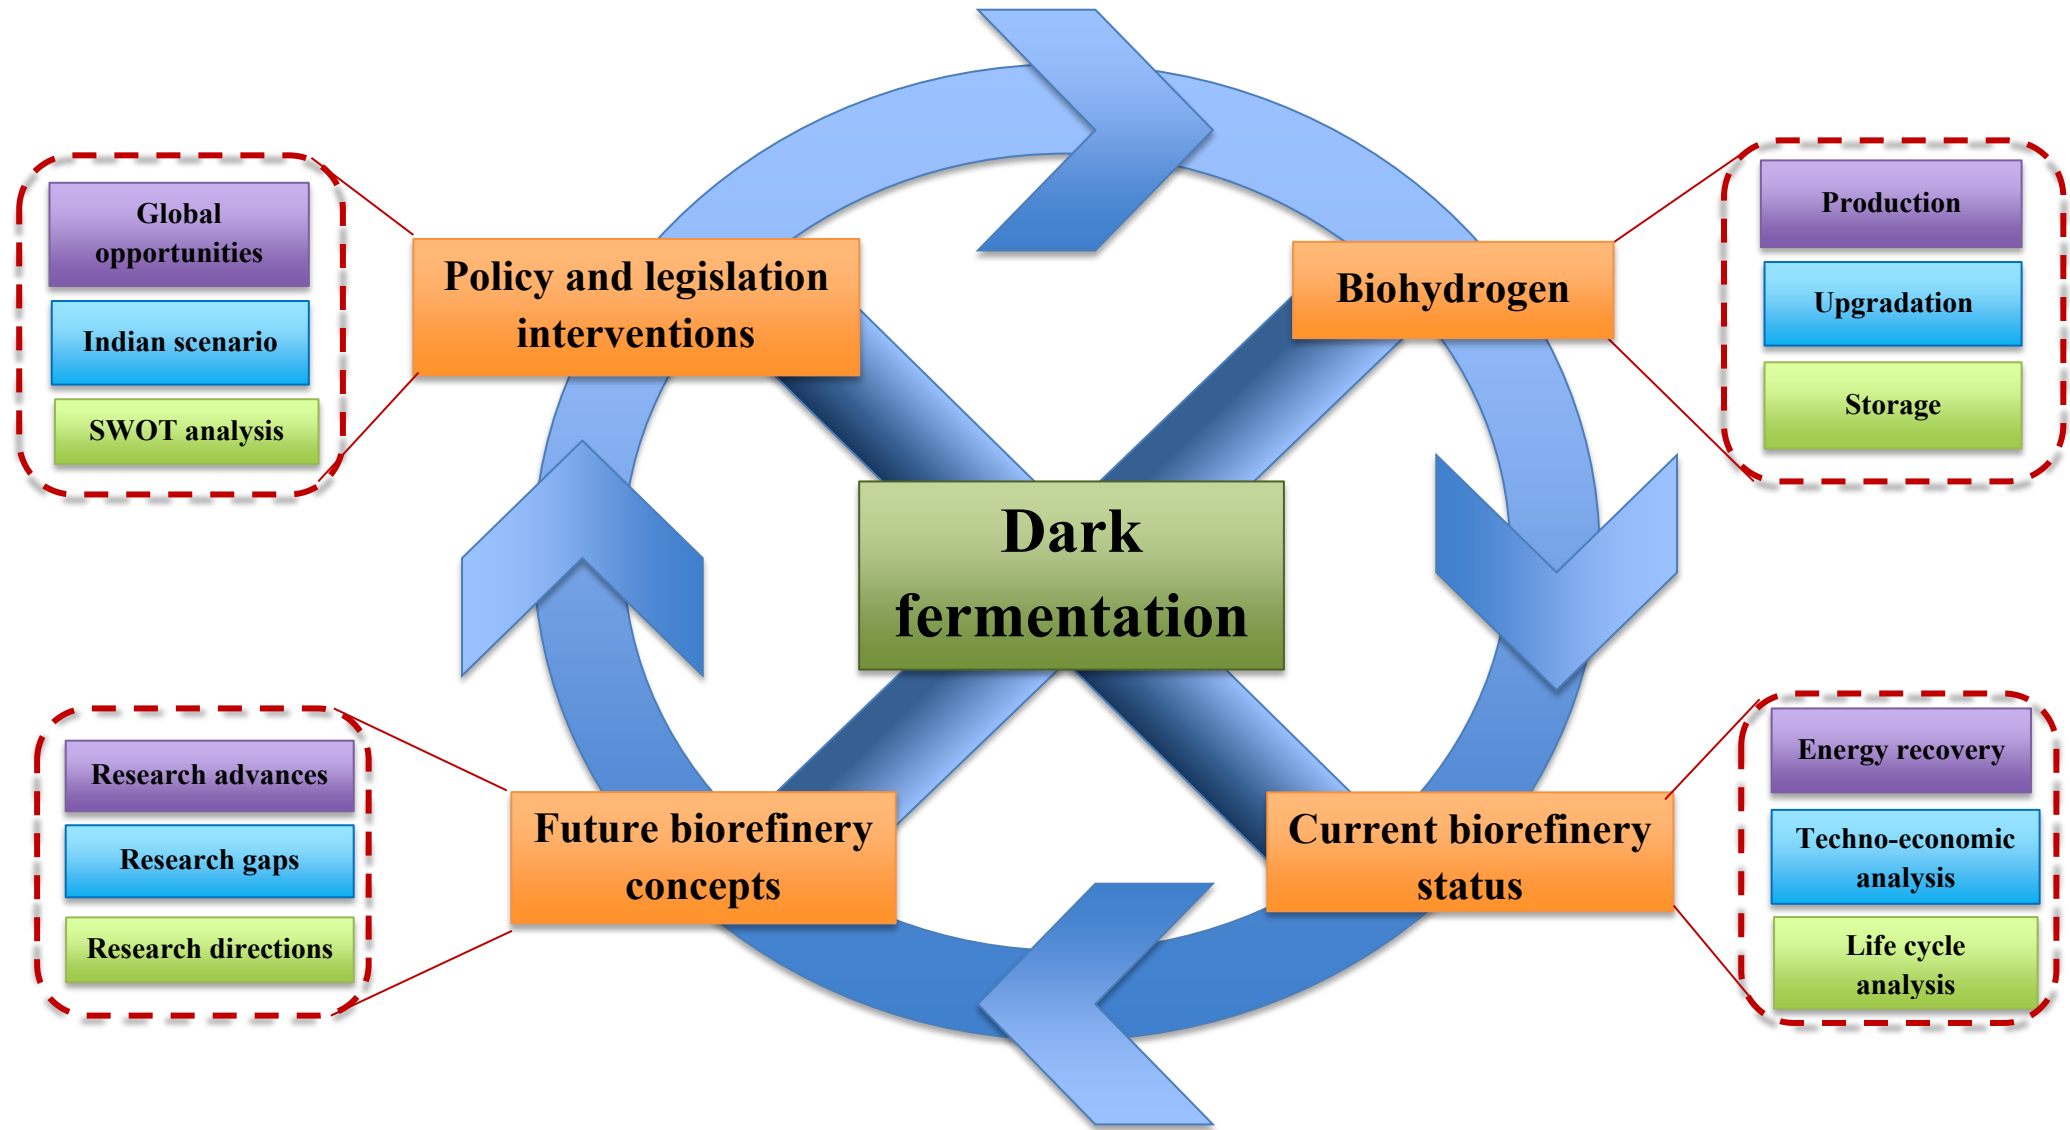 Global
opportunities
Indian scenario
SWOT analysis
Policy and legislation
interventions
Biohydrogen
Production
Upgradation
Storage
Dark
fermentation
Research advances
Research gaps
Research directions
Future biorefinery
concepts
Current biorefinery
status
Energy recovery
Techno-economic
analysis
Life cycle
analysis